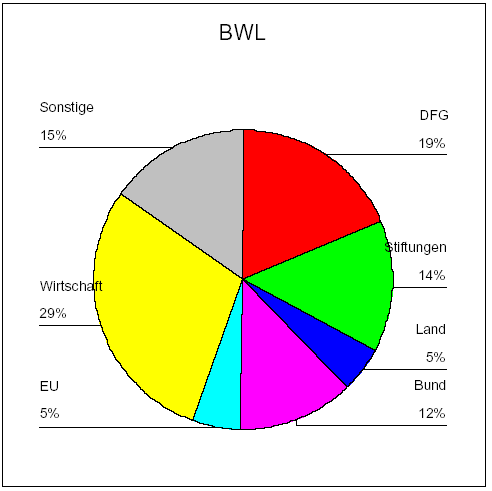 BWL
Sonstige
15%
DFG
19%
Stiftungen
14%
Wirtschaft
29%
Land
5%
EU
5%
Bund
12%